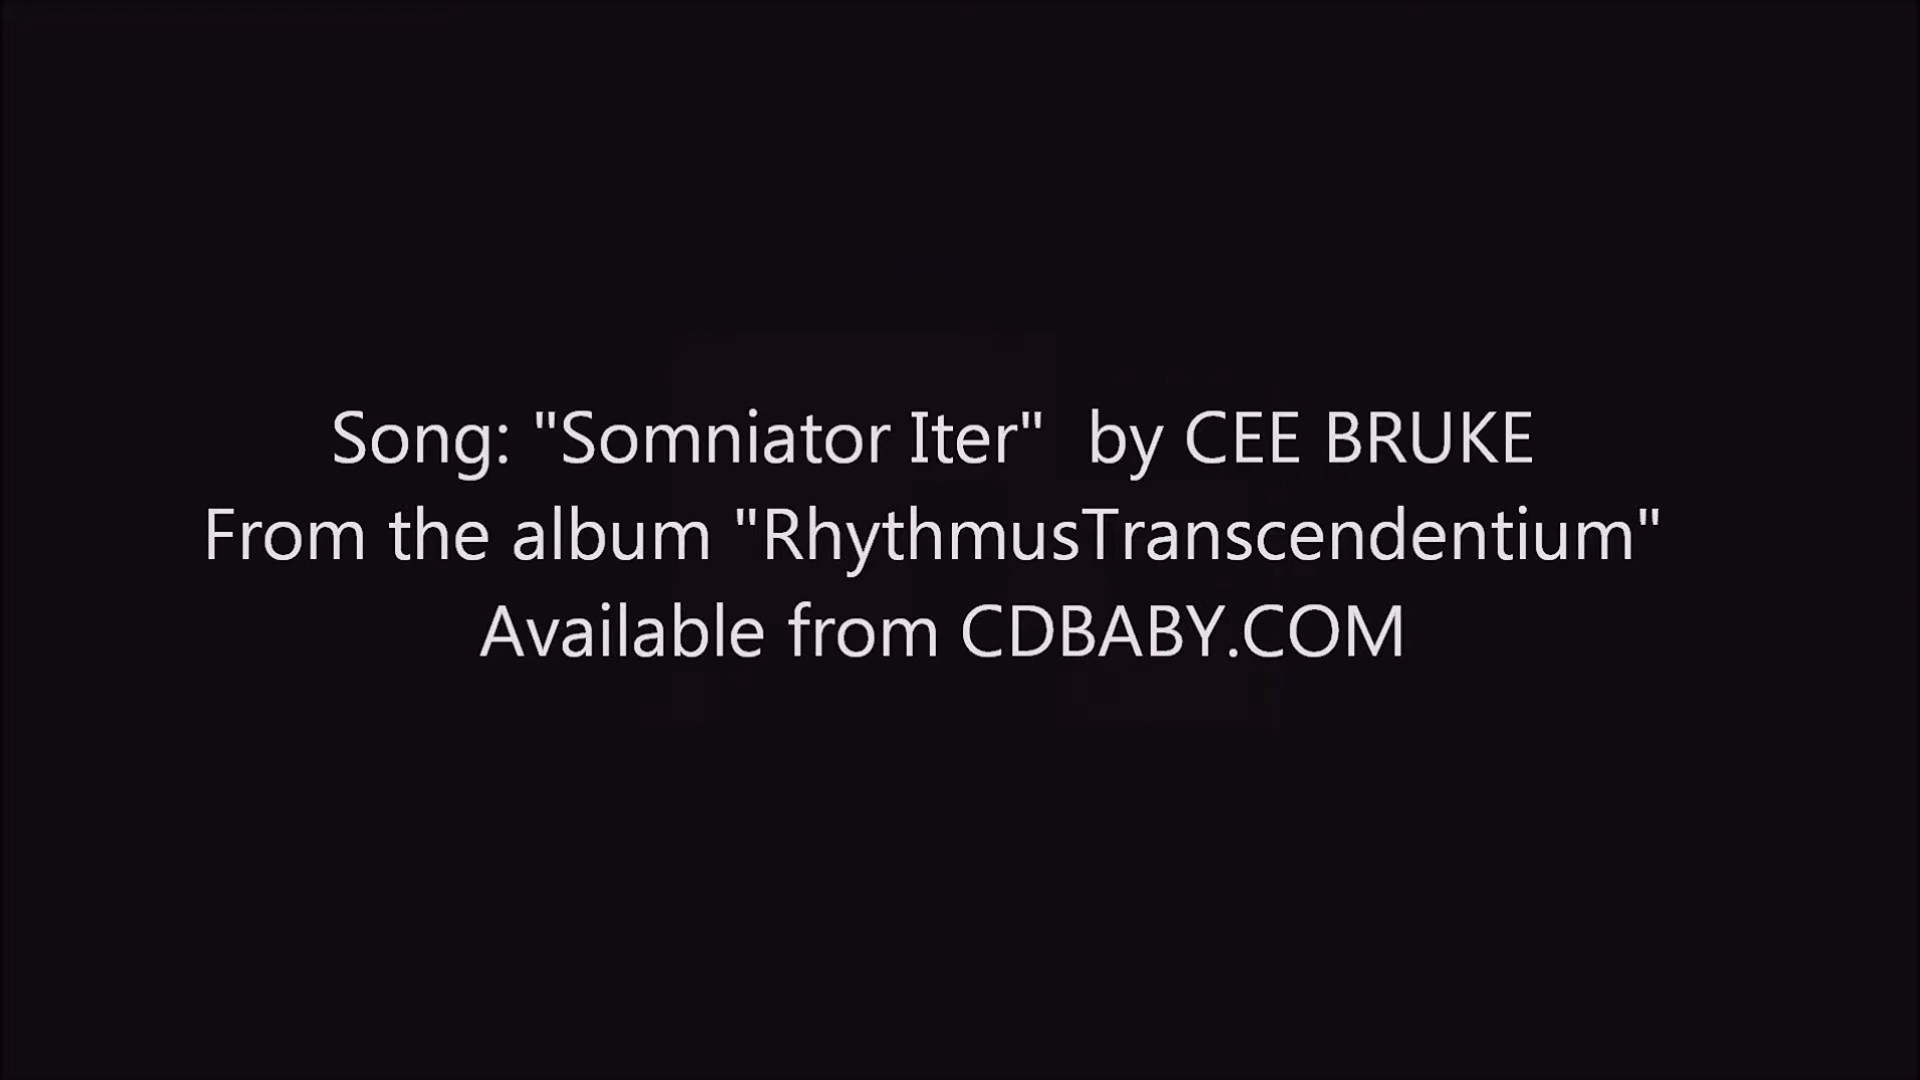 Song: "Somniator Iter"  by CEE BRUKE
From the album "RhythmusTranscendentium"
Available from CDBABY.COM